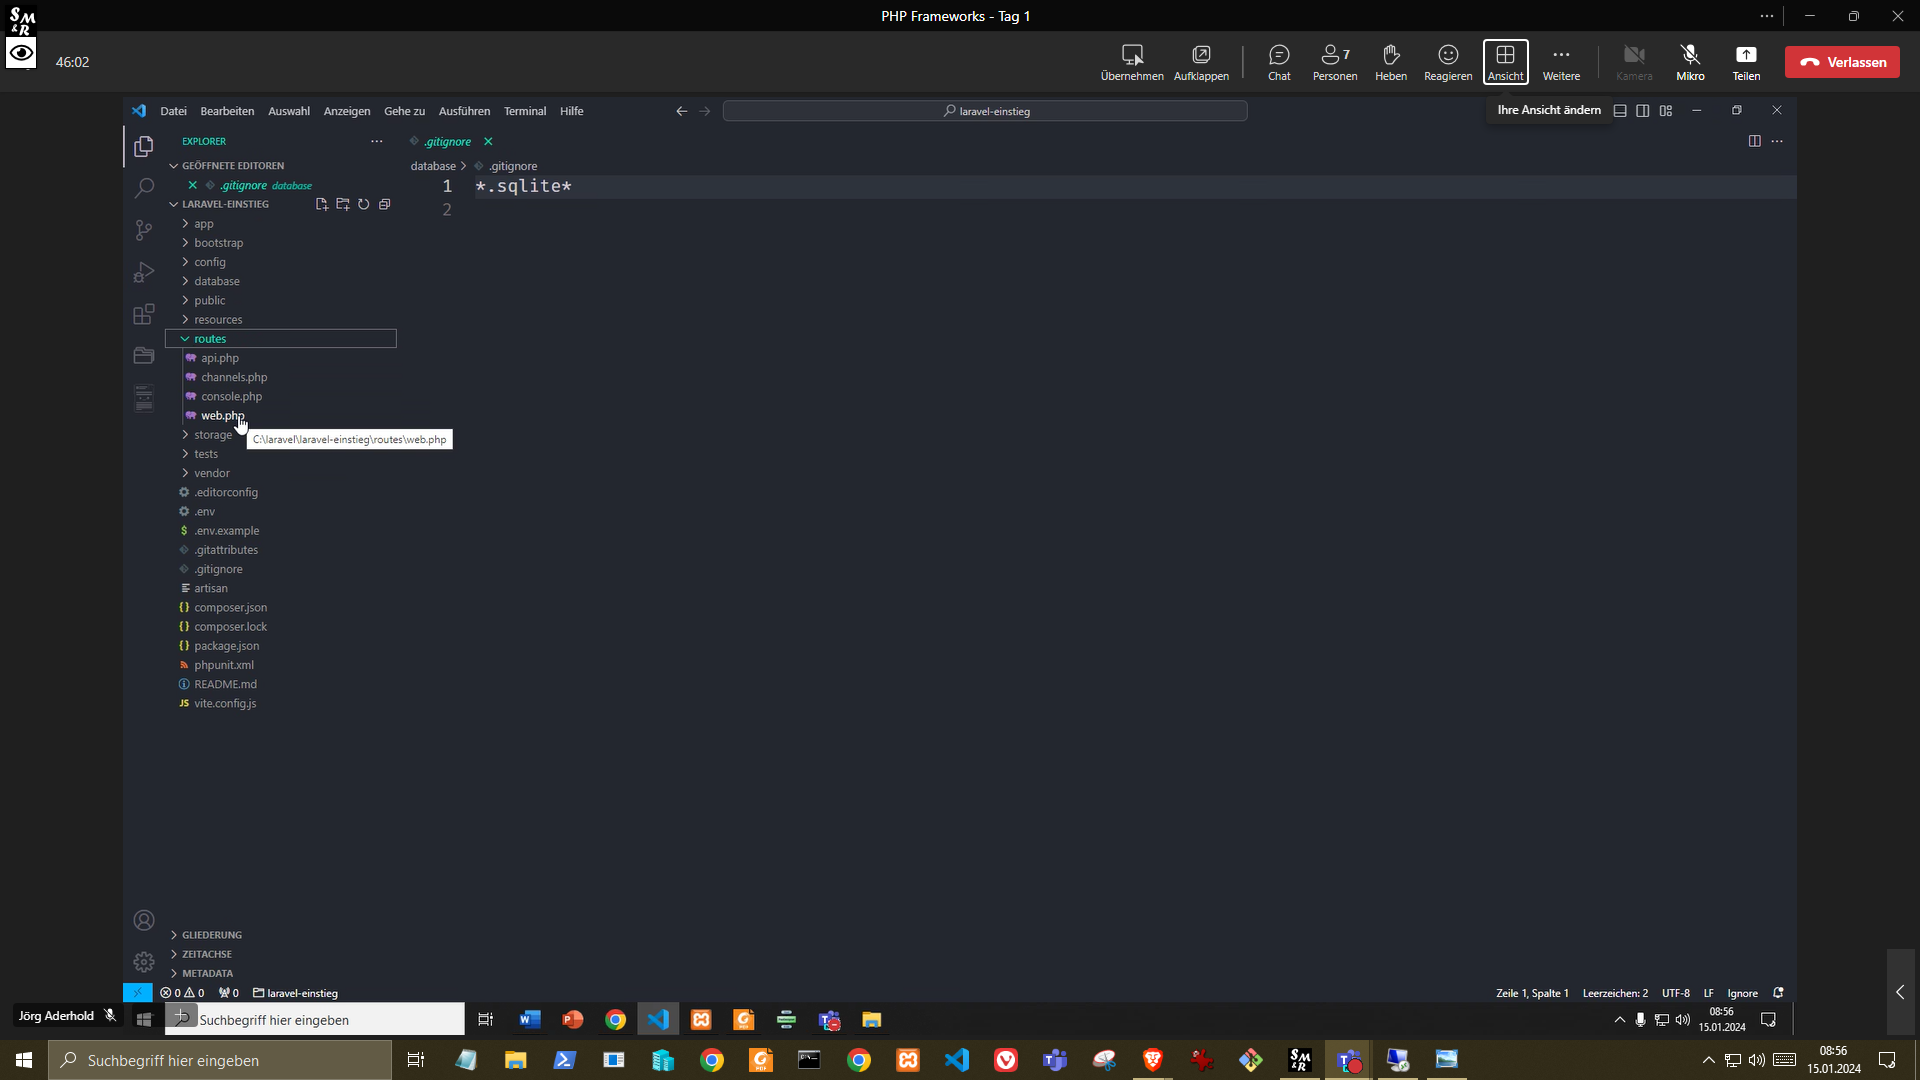 SM
&R
PHP Frameworks - Tag 1
46:02
Übernehmen
Aufklappen
Chat
7
Personen
Heben
Reagieren
Ansicht
Weitere
Kamera
Mikro
Teilen
Verlassen
Datei Bearbeiten Auswahl Anzeigen Gehe zu Ausführen Terminal Hilfe
laravel-einstieg
Ihre Ansicht ändern
EXPLORER
.gitignore
GEÖFFNETE EDITOREN
database > .gitignore
.gitignore database
1 *.sqlite*
LARAVEL-EINSTIEG
2
app
bootstrap
config
database
public
resources
routes
api.php
channels.php
console.php
web.php
storage
C:\laravel\laravel-einstieg\routes\web.php
tests
vendor
.editorconfig
.env
$ .env.example
.gitattributes
.gitignore
artisan
{} composer.json
{} composer.lock
{} package.json
phpunit.xml
README.md
JS vite.config.js
GLIEDERUNG
ZEITACHSE
METADATA
0 0 0 laravel-einstieg
Zeile 1, Spalte 1 Leerzeichen: 2 UTF-8 LF Ignore
Jörg Aderhold
Suchbegriff hier eingeben
08:56
15.01.2024
Suchbegriff hier eingeben
08:56
15.01.2024